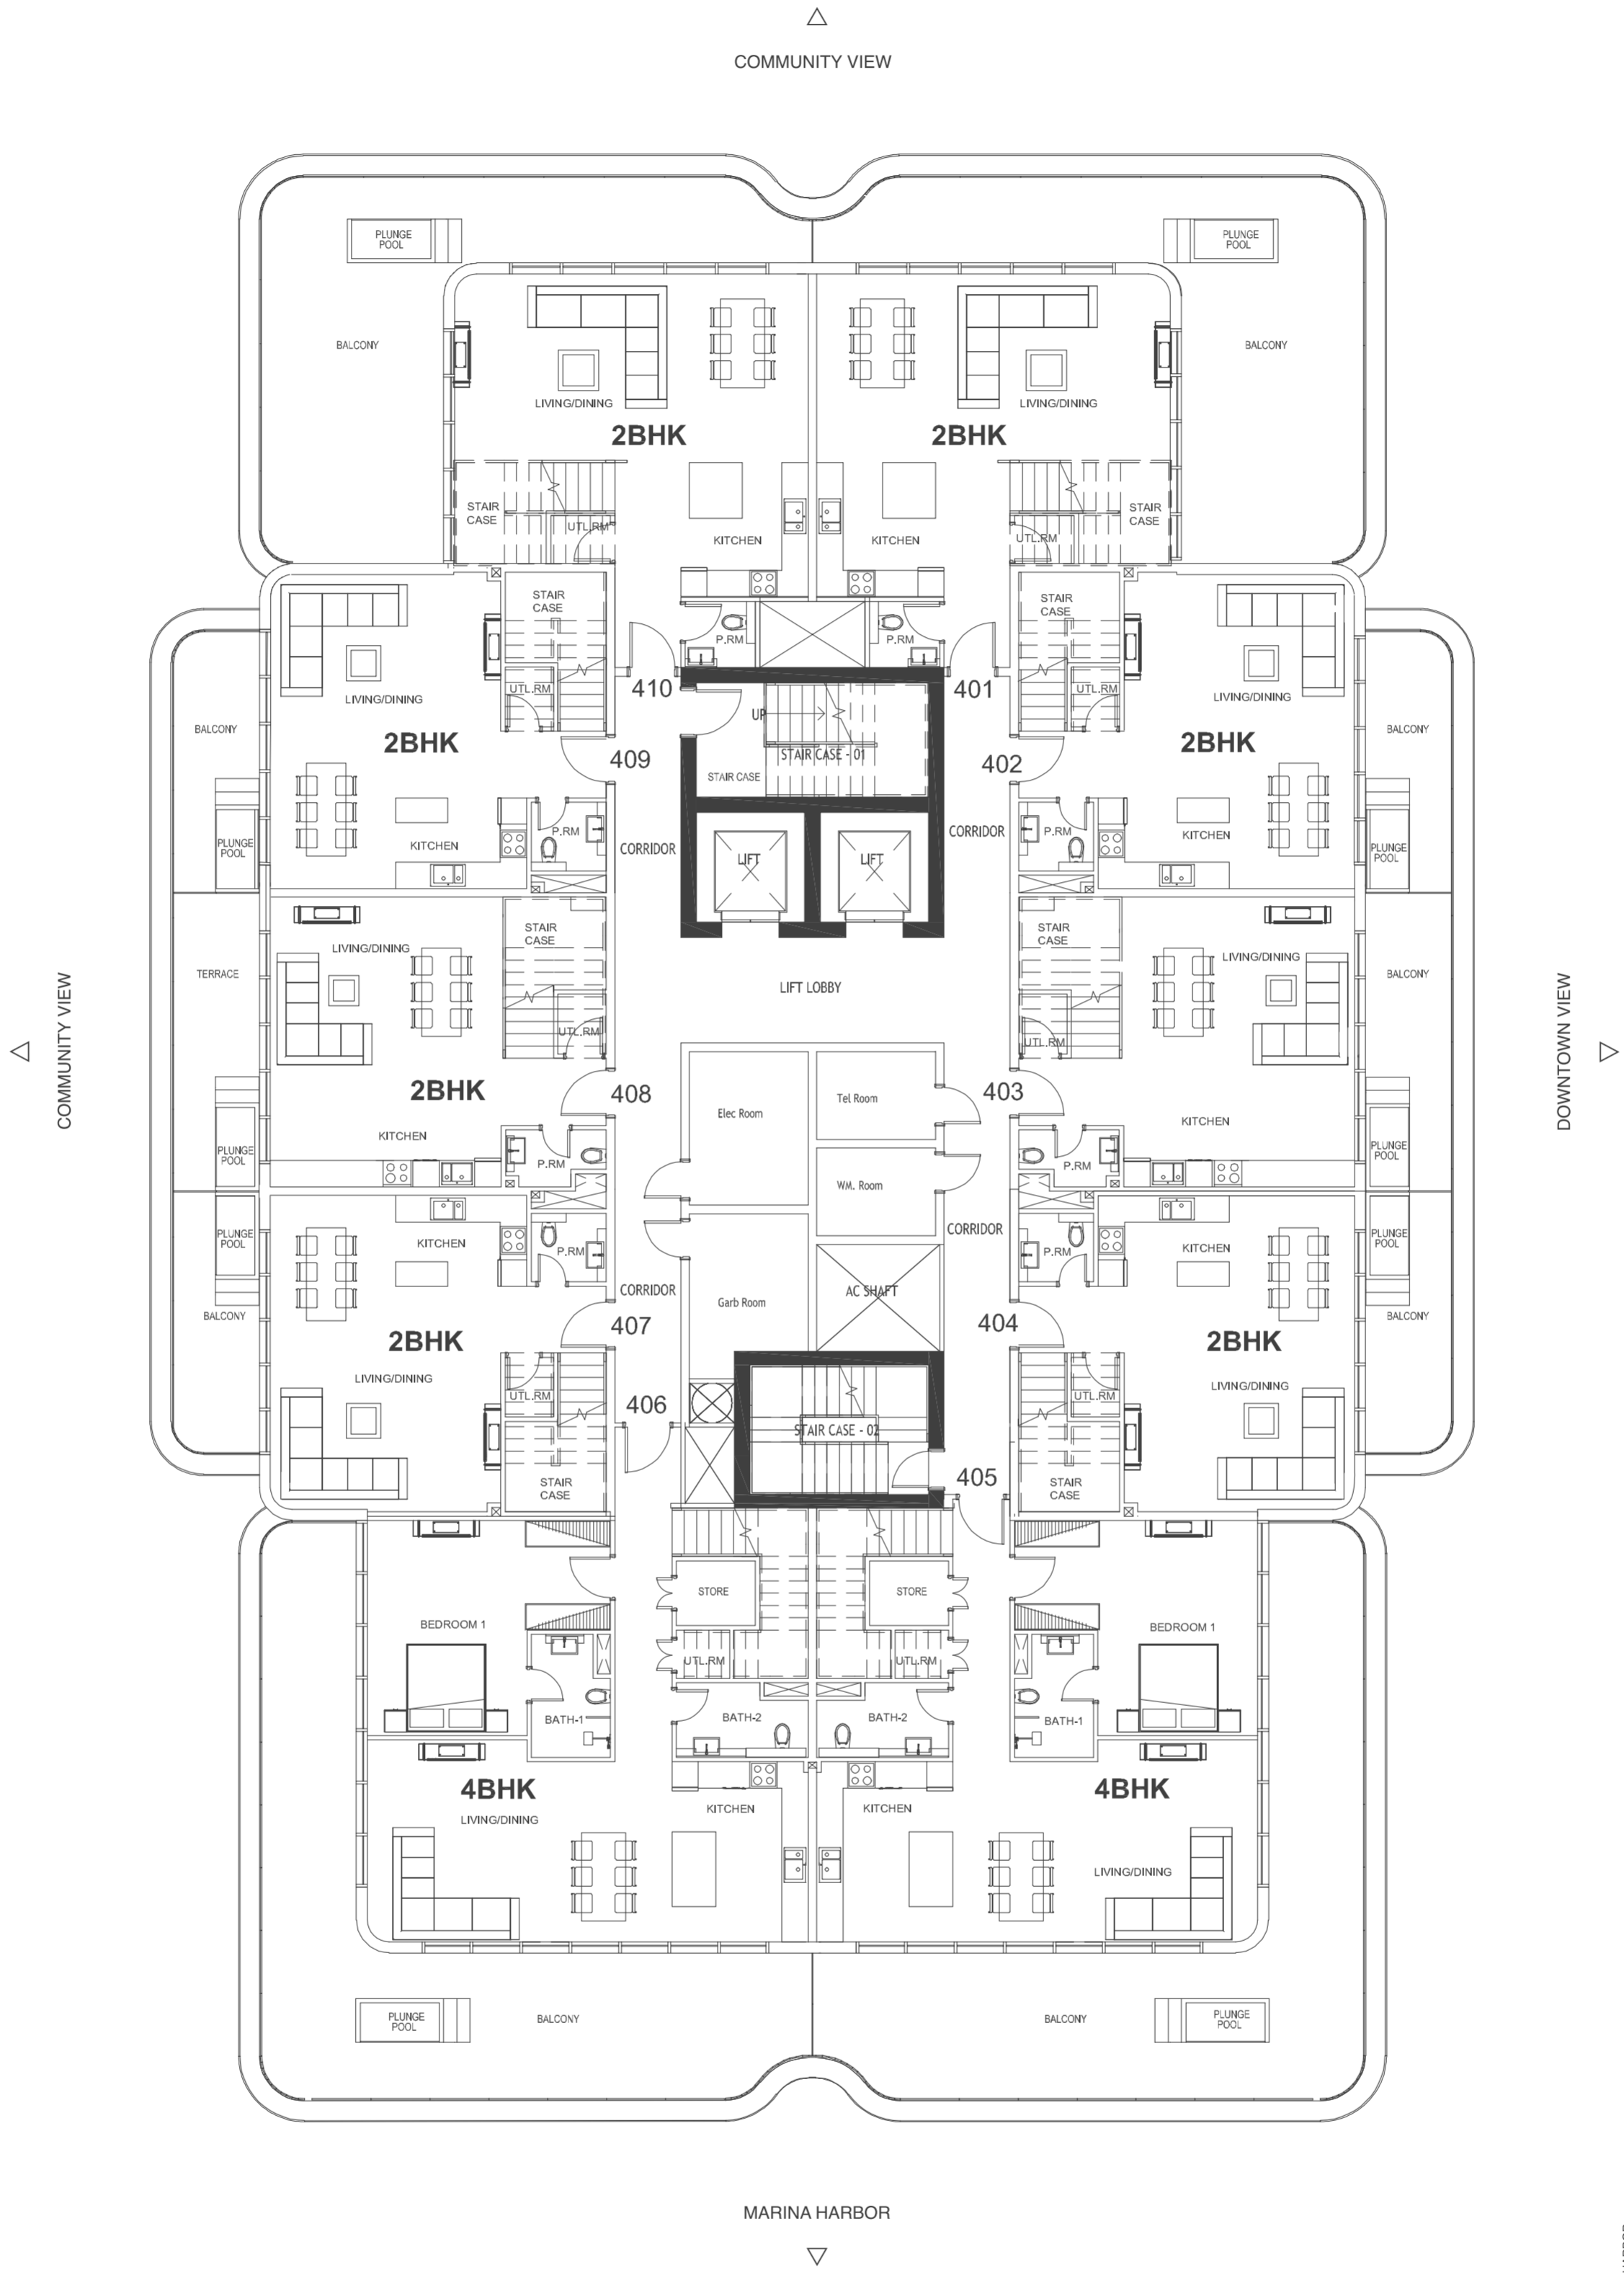 COMMUNITY VIEW
PLUNGE
POOL
PLUNGE
POOL
BALCONY
BALCONY
LIVING/DINING
LIVING/DINING
2BHK
2BHK
STAIR
CASE
STAIR
CASE
UTL.RM
UTL.RM
KITCHEN
KITCHEN
STAIR
CASE
STAIR
CASE
P.RM
P.RM
410
401
UTL.RM
UTL.RM
LIVING/DINING
LIVING/DINING
UP
BALCONY
BALCONY
2BHK
2BHK
409
402
STAIR CASE - 01
STAIR CASE
P.RM
CORRIDOR
P.RM
KITCHEN
KITCHEN
PLUNGE
POOL
CORRIDOR
PLUNGE
POOL
LIFT
LIFT
STAIR
CASE
STAIR
CASE
LIVING/DINING
LIVING/DINING
TERRACE
BALCONY
LIFT LOBBY
COMMUNITY VIEW
DOWNTOWN VIEW
UTL.RM
UTL.RM
2BHK
408
403
Tel Room
Elec Room
KITCHEN
KITCHEN
PLUNGE
POOL
PLUNGE
POOL
P.RM
P.RM
WM. Room
PLUNGE
POOL
PLUNGE
POOL
KITCHEN
KITCHEN
P.RM
P.RM
CORRIDOR
CORRIDOR
AC SHAFT
Garb Room
BALCONY
BALCONY
407
404
2BHK
2BHK
LIVING/DINING
LIVING/DINING
UTL.RM
UTL.RM
406
STAIR CASE - 02
405
STAIR
CASE
STAIR
CASE
STORE
STORE
BEDROOM 1
BEDROOM 1
UTL.RM
UTL.RM
BATH-1
BATH-2
BATH-2
BATH-1
4BHK
4BHK
KITCHEN
KITCHEN
LIVING/DINING
LIVING/DINING
PLUNGE
POOL
BALCONY
BALCONY
PLUNGE
POOL
MARINA HARBOR